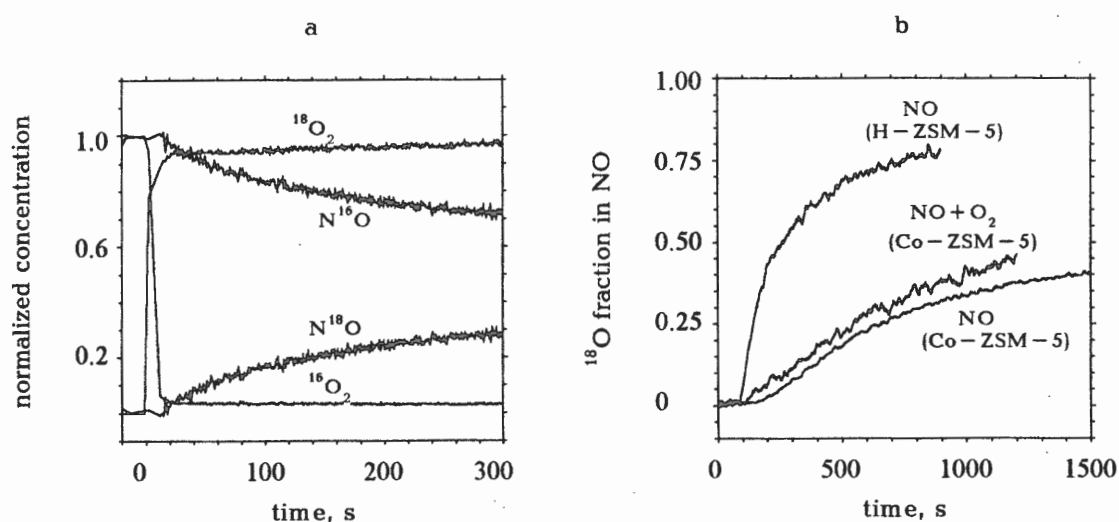 a
normalized concentration
1.0
0.6
0.2
¹⁸O₂
N¹⁶O
N¹⁸O
¹⁶O₂
0 100 200 300
time, s
b
¹⁸O fraction in NO
1.00
0.75
0.50
0.25
0
NO
(H-ZSM-5)
NO+O₂
(Co-ZSM-5)
NO
(Co-ZSM-5)
0 500 1000 1500
time, s